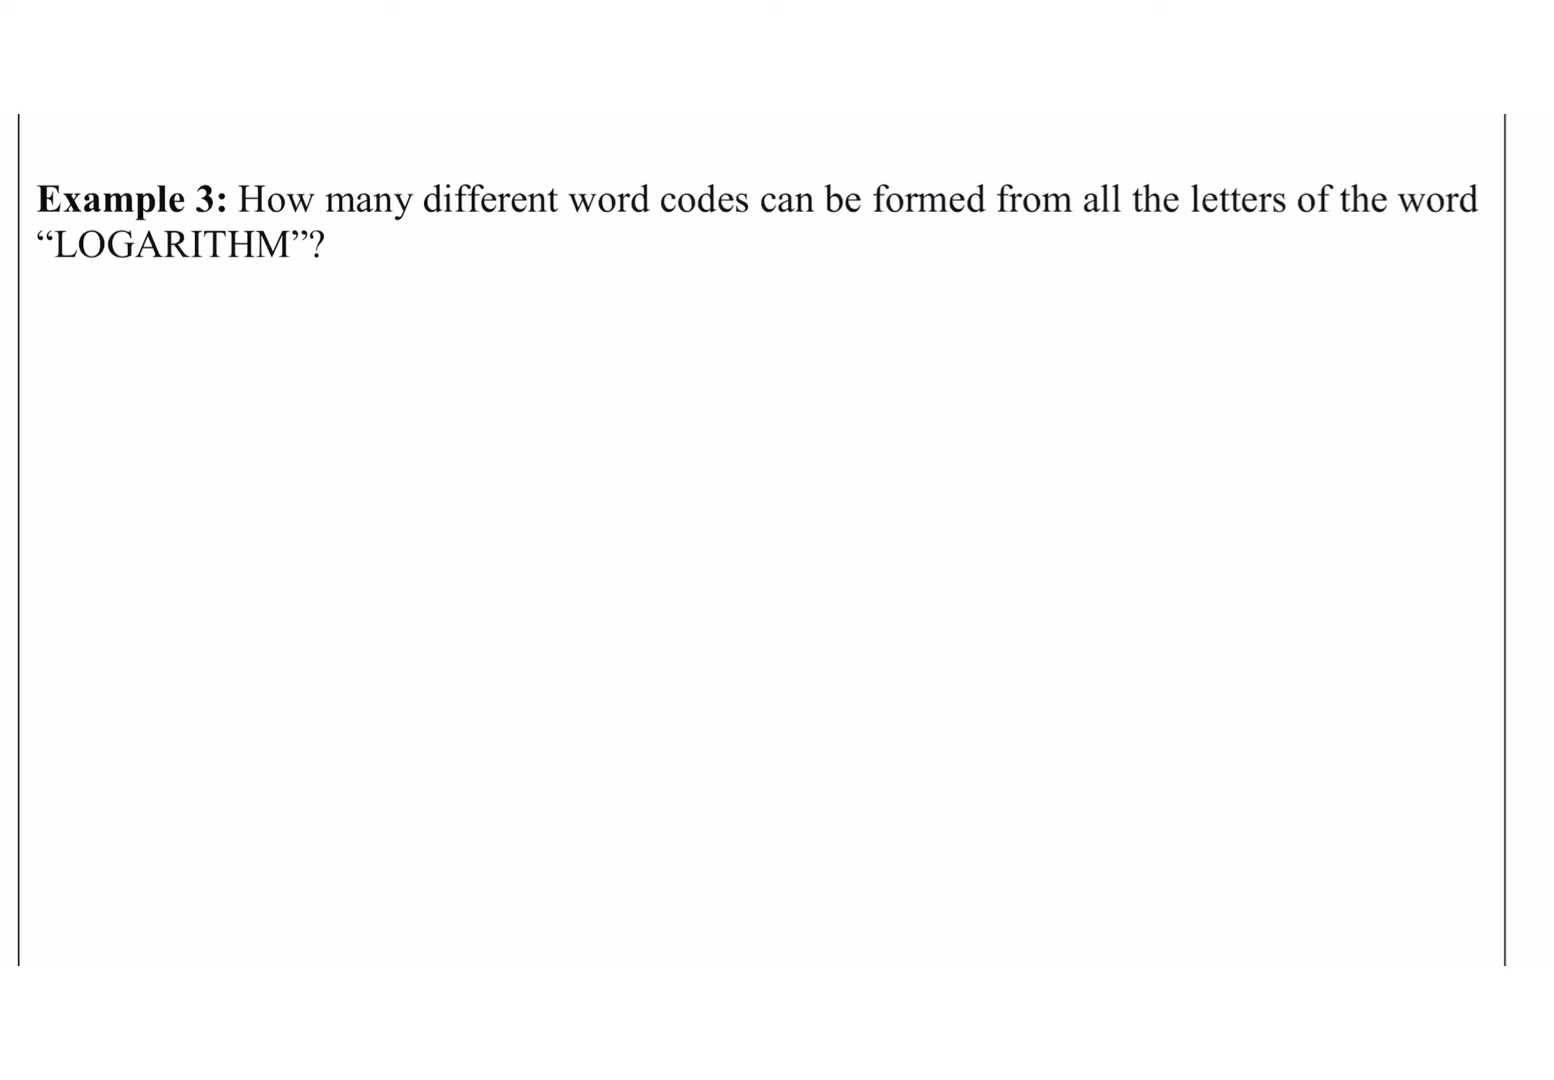 Example 3: How many different word codes can be formed from all the letters of the word
“LOGARITHM”?